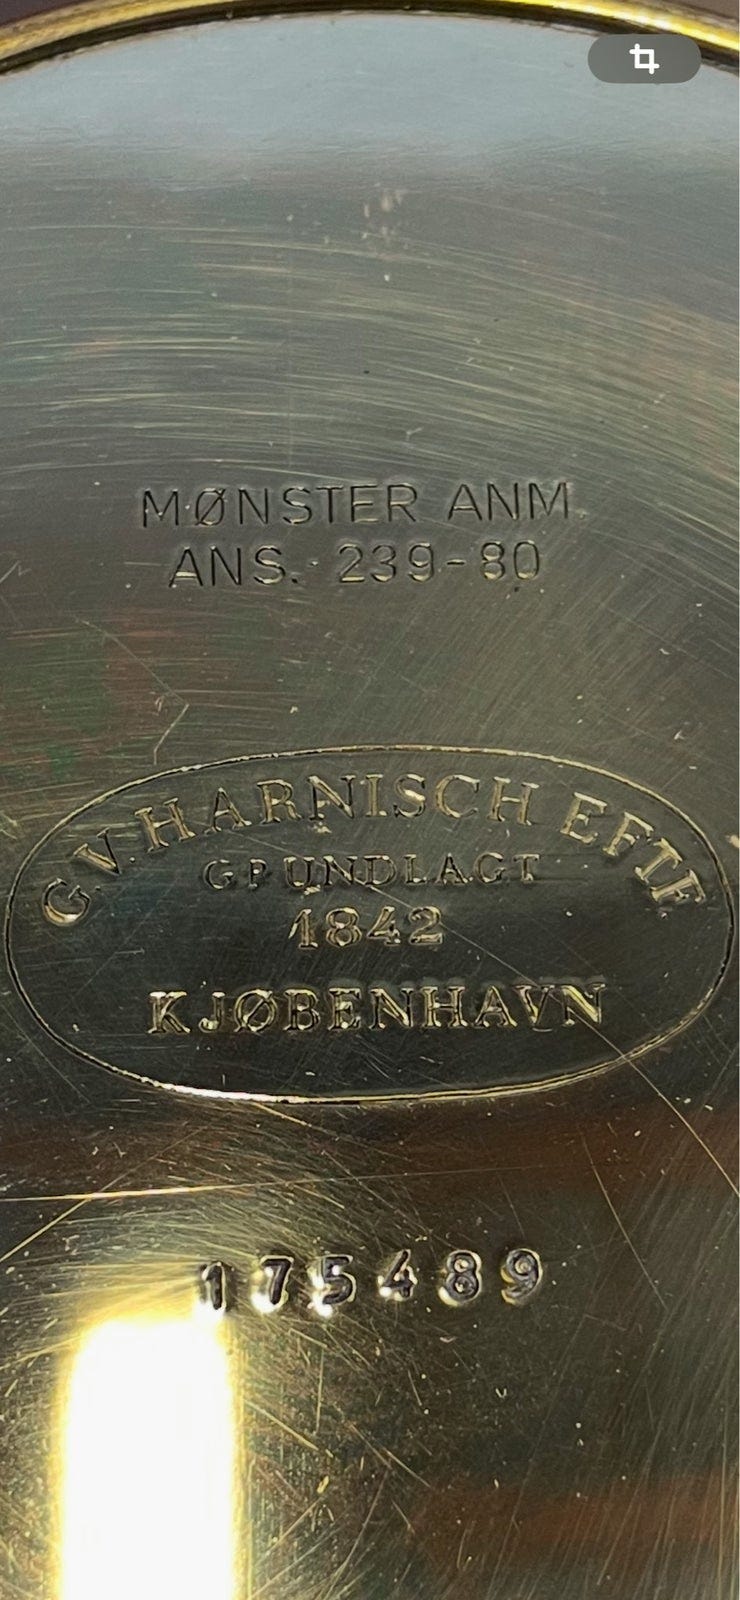 MØNSTER ANM.
ANS. 239-80
G.V. HARNISCH EFTF
GRUNDLAGT
1842
KJØBENHAVN
175489